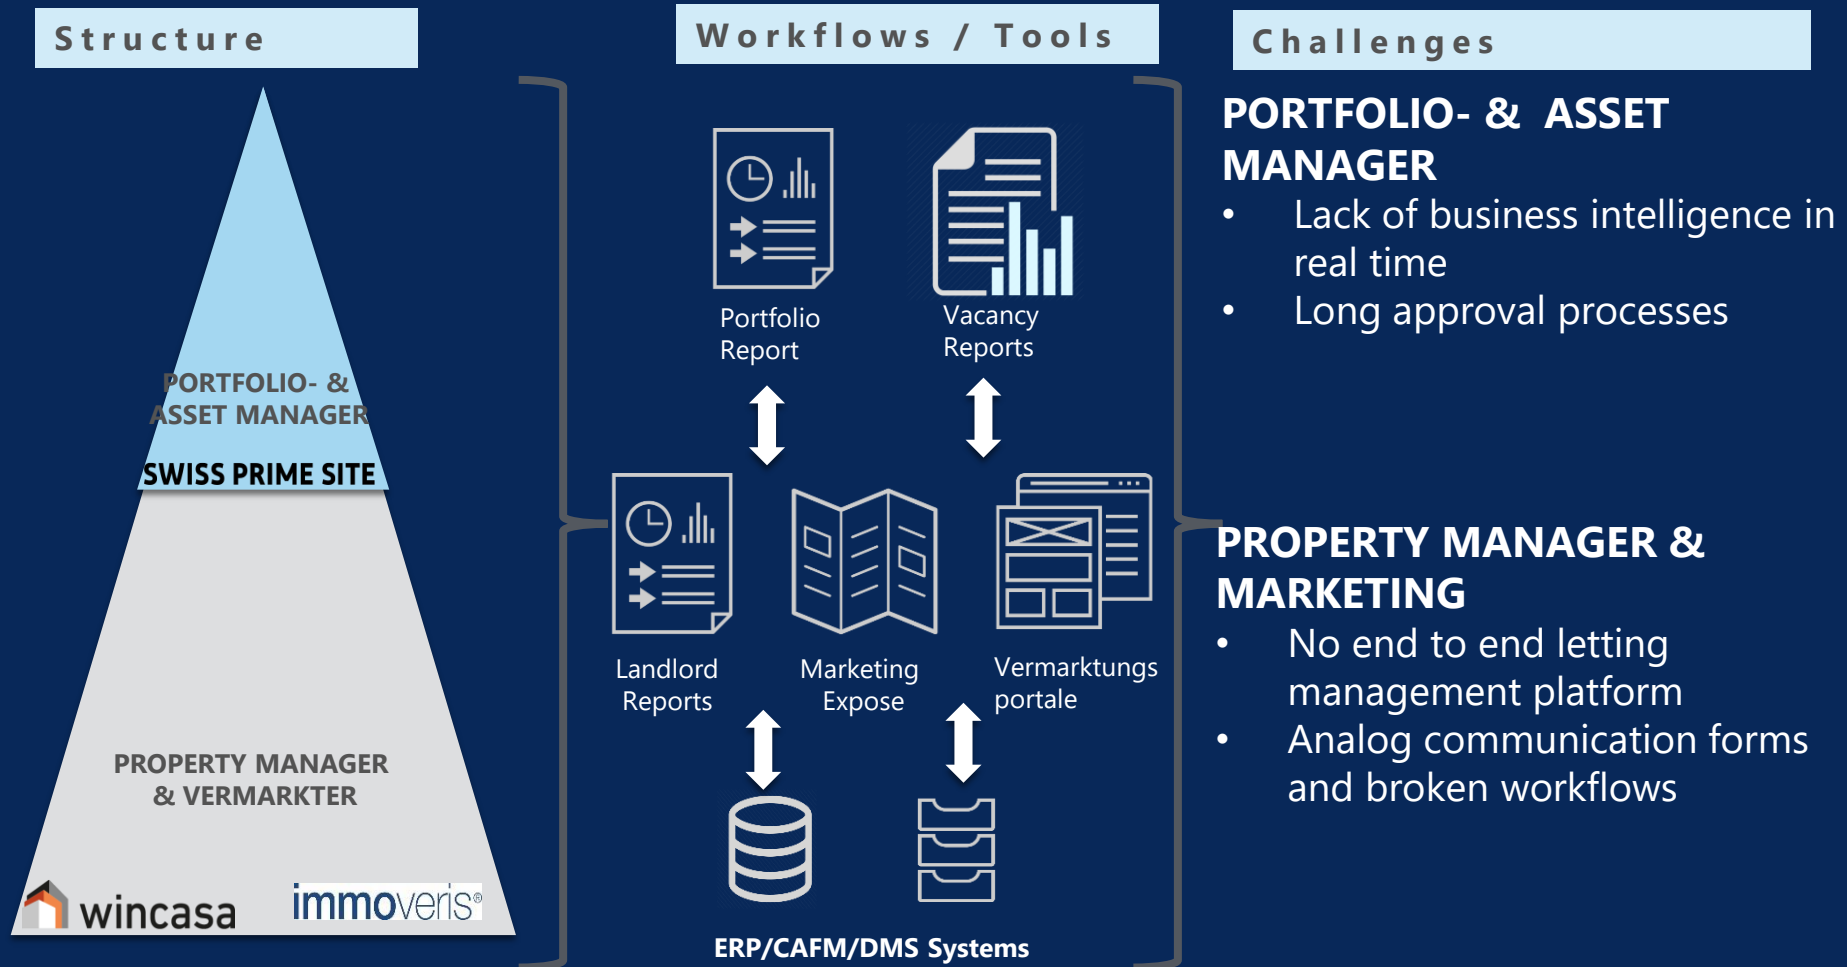 Structure
PORTFOLIO- &
ASSET MANAGER
SWISS PRIME SITE
PROPERTY MANAGER
& VERMARKTER
wincasa
immoveris®
Workflows / Tools
Portfolio
Report
Vacancy
Reports
Landlord
Reports
Marketing
Expose
Vermarktungs
portale
ERP/CAFM/DMS Systems
Challenges
PORTFOLIO- & ASSET
MANAGER
• Lack of business intelligence in
real time
• Long approval processes
PROPERTY MANAGER &
MARKETING
• No end to end letting
management platform
• Analog communication forms
and broken workflows